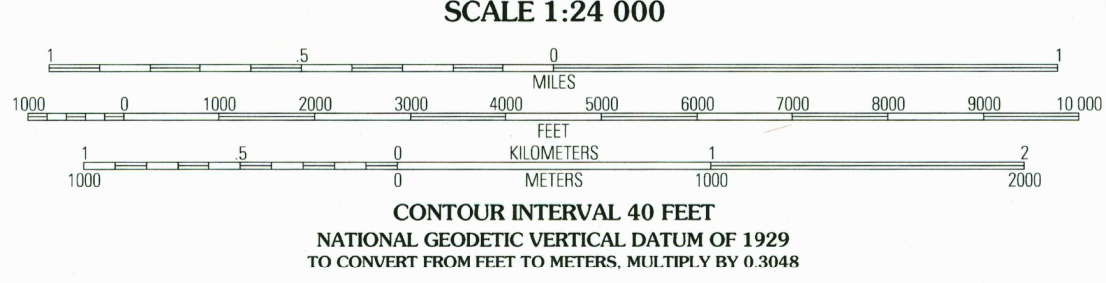 SCALE 1:24 000
1 .5 0 1
MILES
1000 0 1000 2000 3000 4000 5000 6000 7000 8000 9000 10 000
FEET
1 .5 0 KILOMETERS 1 2
1000 0 METERS 1000 2000
CONTOUR INTERVAL 40 FEET
NATIONAL GEODETIC VERTICAL DATUM OF 1929
TO CONVERT FROM FEET TO METERS, MULTIPLY BY 0.3048